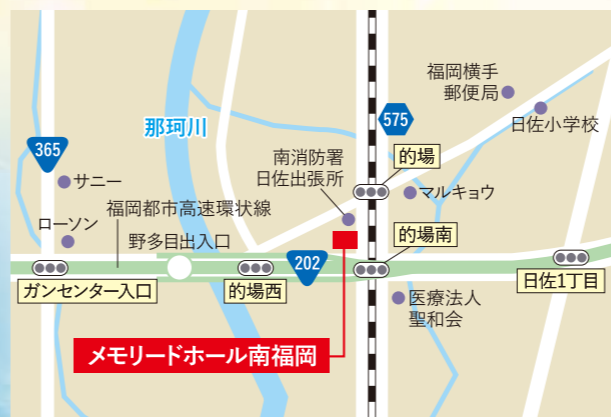 福岡横手
郵便局
日佐小学校
那珂川
575
365
南消防署
日佐出張所
的場
サニー
マルキョウ
福岡都市高速環状線
ローソン
野多目出入口
的場南
202
ガンセンター入口
的場西
日佐1丁目
医療法人
聖和会
メモリードホール南福岡